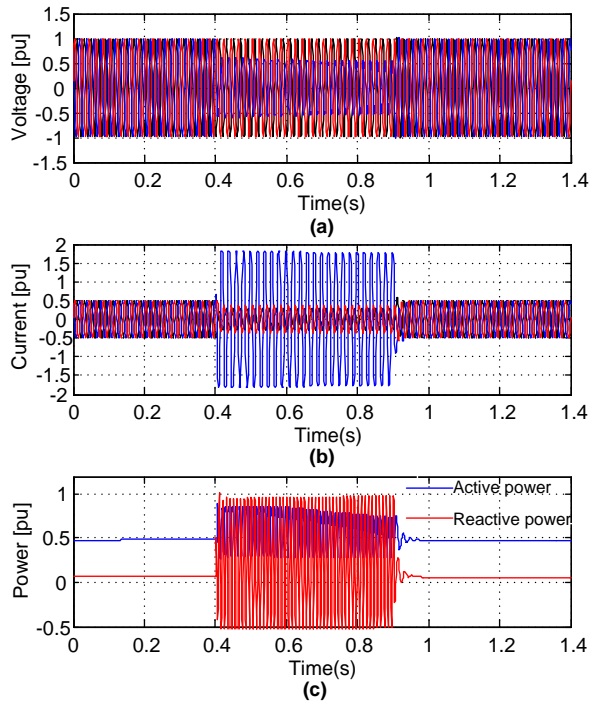 1.5
1
0.5
0
-0.5
-1
-1.5
Voltage [pu]
0 0.2 0.4 0.6 0.8 1 1.2 1.4
Time(s)
(a)
2
1.5
1
0.5
0
-0.5
-1
-1.5
-2
Current [pu]
0 0.2 0.4 0.6 0.8 1 1.2 1.4
Time(s)
(b)
1
0.5
0
-0.5
Power [pu]
Active power
Reactive power
0 0.2 0.4 0.6 0.8 1 1.2 1.4
Time(s)
(c)